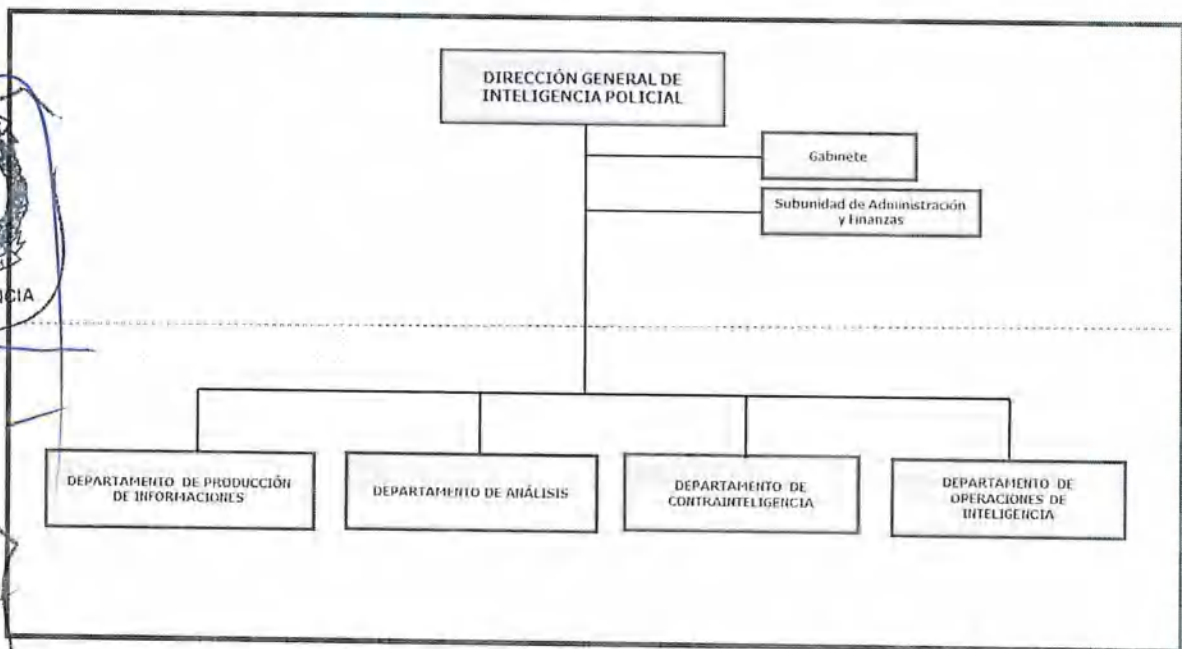 DIRECCIÓN GENERAL DE
INTELIGENCIA POLICIAL
Gabinete
Subunidad de Administración
y Finanzas
NCIA
DEPARTAMENTO DE PRODUCCIÓN
DE INFORMACIONES
DEPARTAMENTO DE ANÁLISIS
DEPARTAMENTO DE
CONTRAINTELIGENCIA
DEPARTAMENTO DE
OPERACIONES DE
INTELIGENCIA